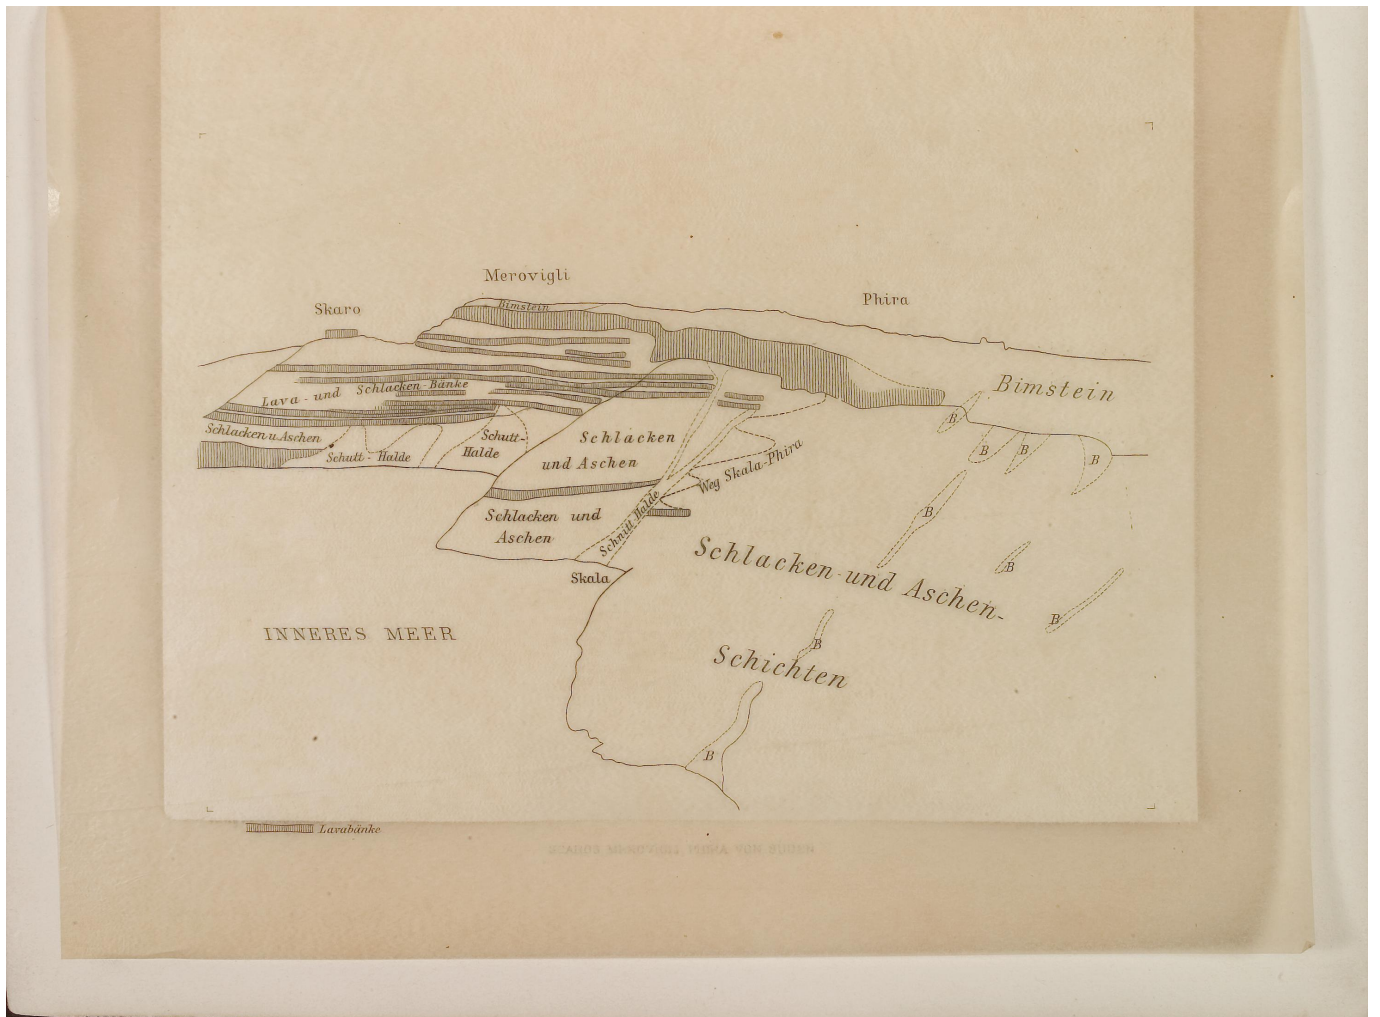 Merovigli
Skaro
Phira
Bimstein
Bimstein
Lava- und Schlacken-Bänke
Schlacken u. Aschen
Schutt-Halde
Schutt-
Halde
Schlacken
und Aschen
Weg Skala-Phira
Schlacken und
Aschen
Schnitt Halde
Skala
B
B
B
B
B
B
B
B
B
Schlacken-und Aschen-
Schichten
INNERES MEER
Lavabänke